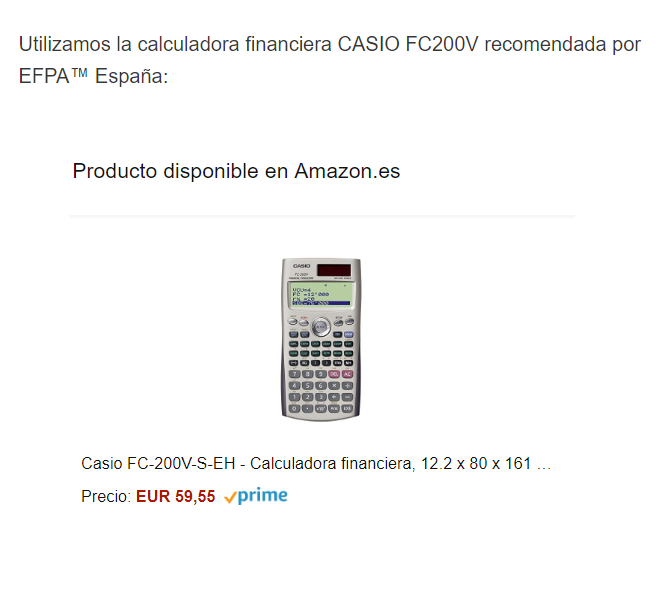 Utilizamos la calculadora financiera CASIO FC200V recomendada por
EFPA™ España:
Producto disponible en Amazon.es
CASIO
Casio FC-200V-S-EH - Calculadora financiera, 12.2 x 80 x 161 …
Precio: EUR 59,55 prime